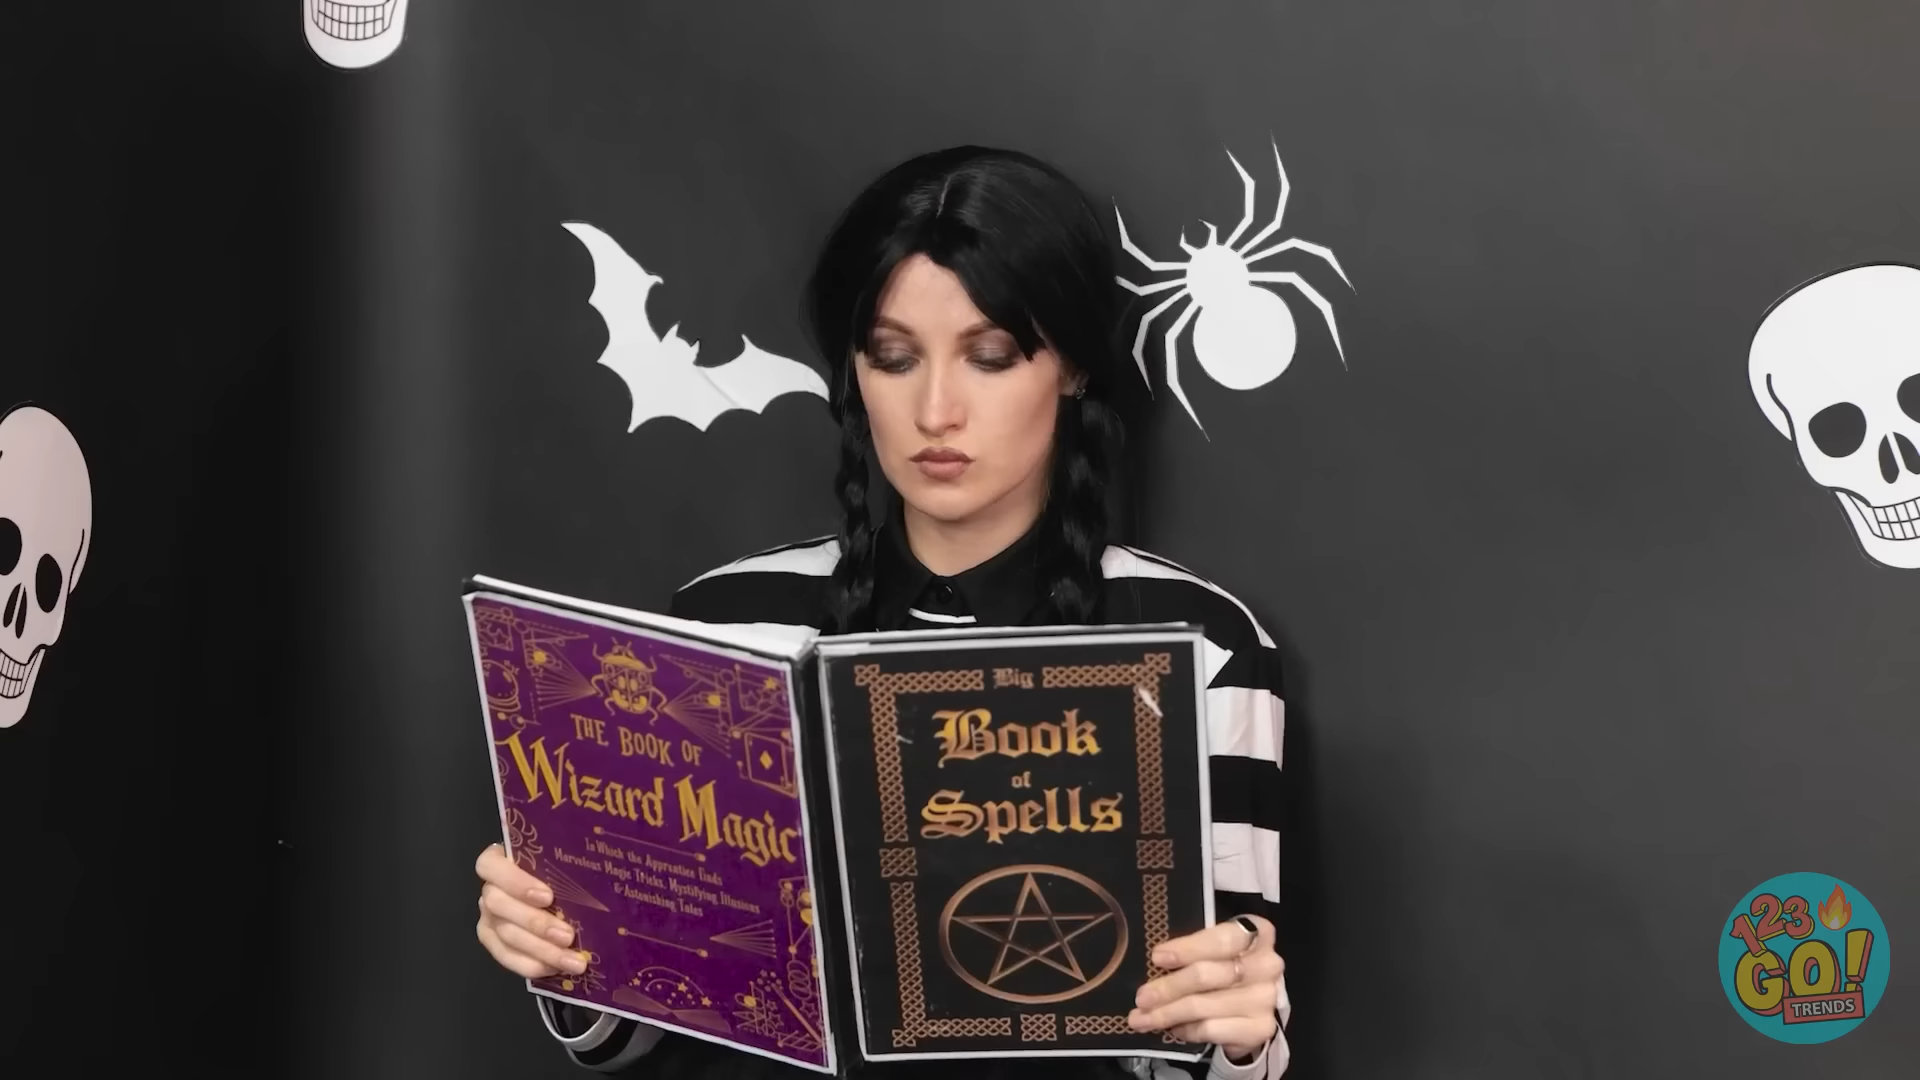 THE BOOK OF
Wizard Magic
In Which the Apprentice Finds
Marvelous Magic Tricks, Mystifying Illusions
& Astonishing Tales
Big
Book
of
Spells
123
GO!
TRENDS